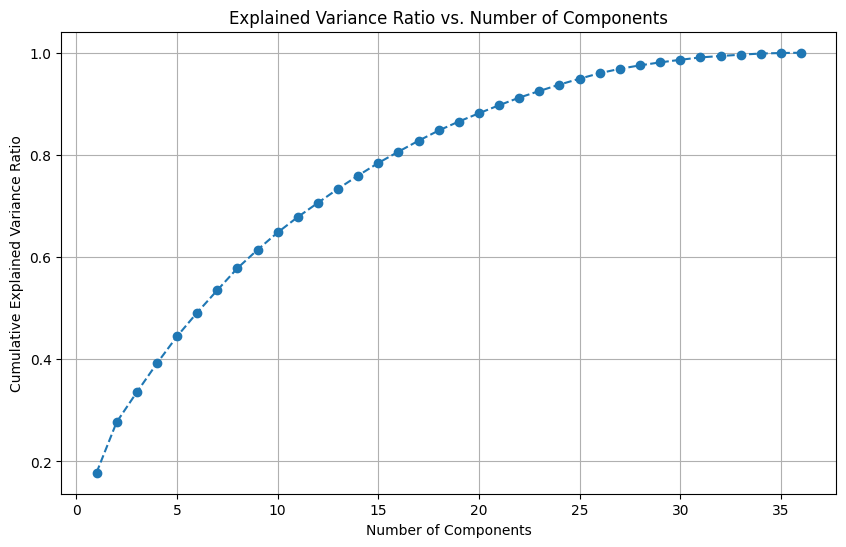 Explained Variance Ratio vs. Number of Components
Cumulative Explained Variance Ratio
1.0
0.8
0.6
0.4
0.2
0 5 10 15 20 25 30 35
Number of Components